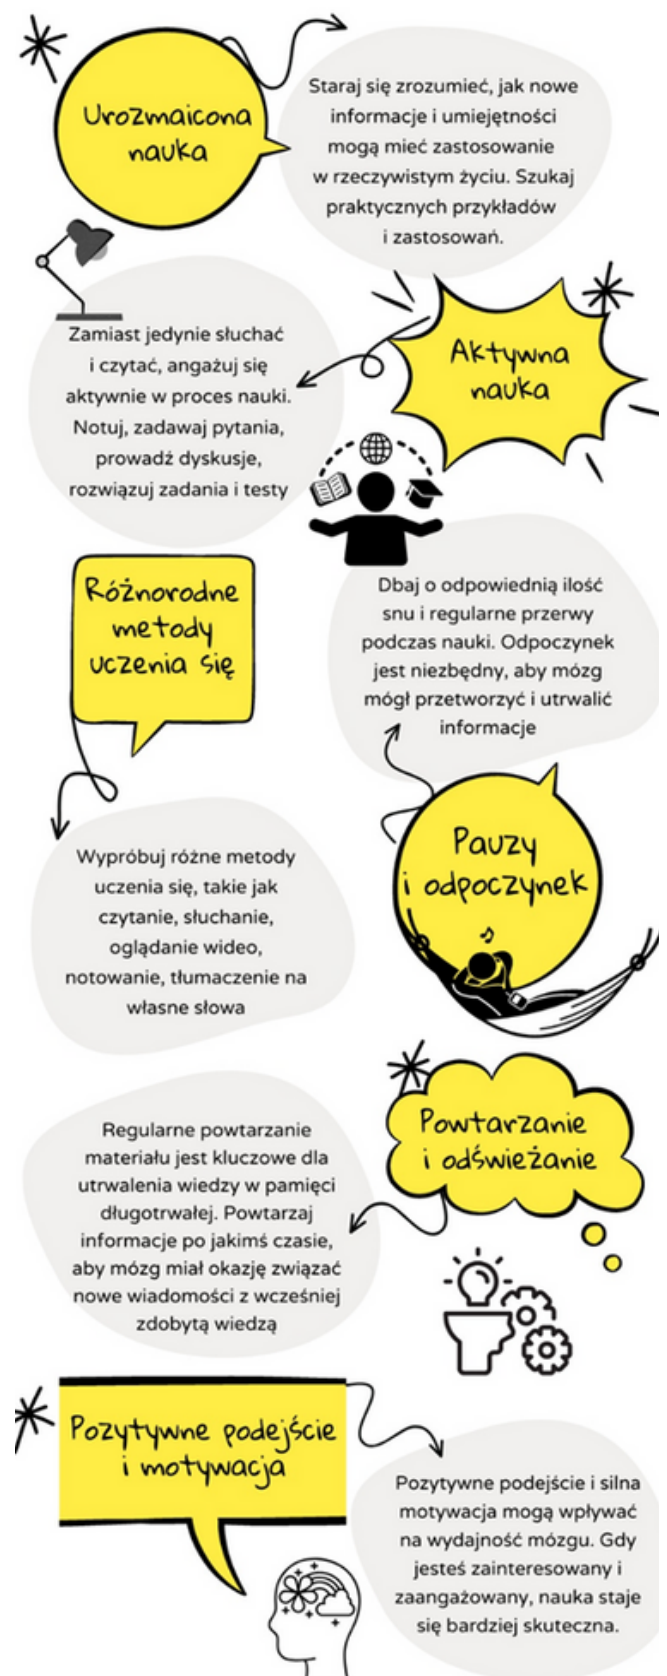 Urozmaicona
nauka
Staraj się zrozumieć, jak nowe
informacje i umiejętności
mogą mieć zastosowanie
w rzeczywistym życiu. Szukaj
praktycznych przykładów
i zastosowań.
Aktywna
nauka
Zamiast jedynie słuchać
i czytać, angażuj się
aktywnie w proces nauki.
Notuj, zadawaj pytania,
prowadź dyskusje,
rozwiązuj zadania i testy
Różnorodne
metody
uczenia się
Wypróbuj różne metody
uczenia się, takie jak
czytanie, słuchanie,
oglądanie wideo,
notowanie, tłumaczenie na
własne słowa
Pauzy
i odpoczynek
Dbaj o odpowiednią ilość
snu i regularne przerwy
podczas nauki. Odpoczynek
jest niezbędny, aby mózg
mógł przetworzyć i utrwalić
informacje
Powtarzanie
i odświeżanie
Regularne powtarzanie
materiału jest kluczowe dla
utrwalenia wiedzy w pamięci
długotrwałej. Powtarzaj
informacje po jakimś czasie,
aby mózg miał okazję związać
nowe wiadomości z wcześniej
zdobytą wiedzą
Pozytywne podejście
i motywacja
Pozytywne podejście i silna
motywacja mogą wpływać
na wydajność mózgu. Gdy
jesteś zainteresowany i
zaangażowany, nauka staje
się bardziej skuteczna.